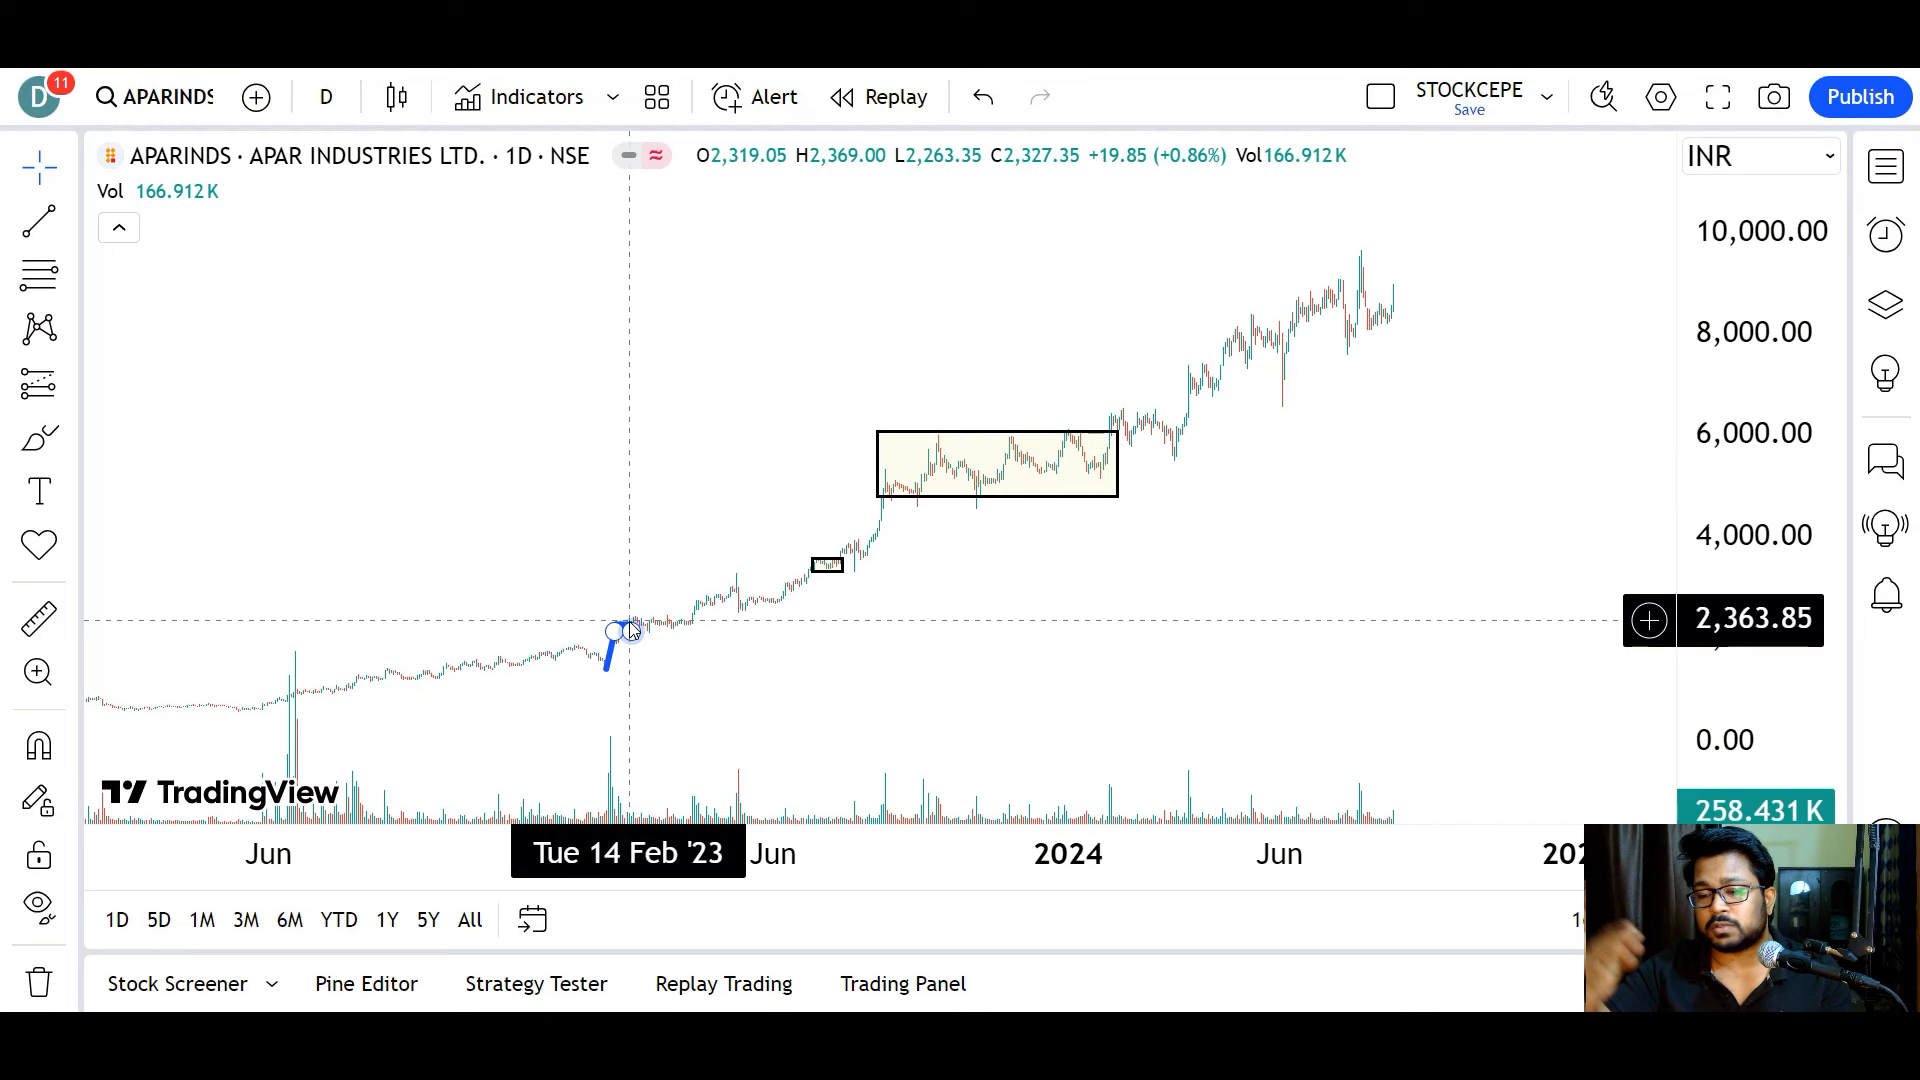 D 11 APARINDS D Indicators Alert Replay STOCKCEPE Save Publish
APARINDS · APAR INDUSTRIES LTD. · 1D · NSE O2,319.05 H2,369.00 L2,263.35 C2,327.35 +19.85 (+0.86%) Vol166.912K INR
Vol 166.912K
10,000.00
8,000.00
6,000.00
4,000.00
2,363.85
0.00
TradingView
258.431K
Jun Tue 14 Feb '23 Jun 2024 Jun
1D 5D 1M 3M 6M YTD 1Y 5Y All
Stock Screener Pine Editor Strategy Tester Replay Trading Trading Panel